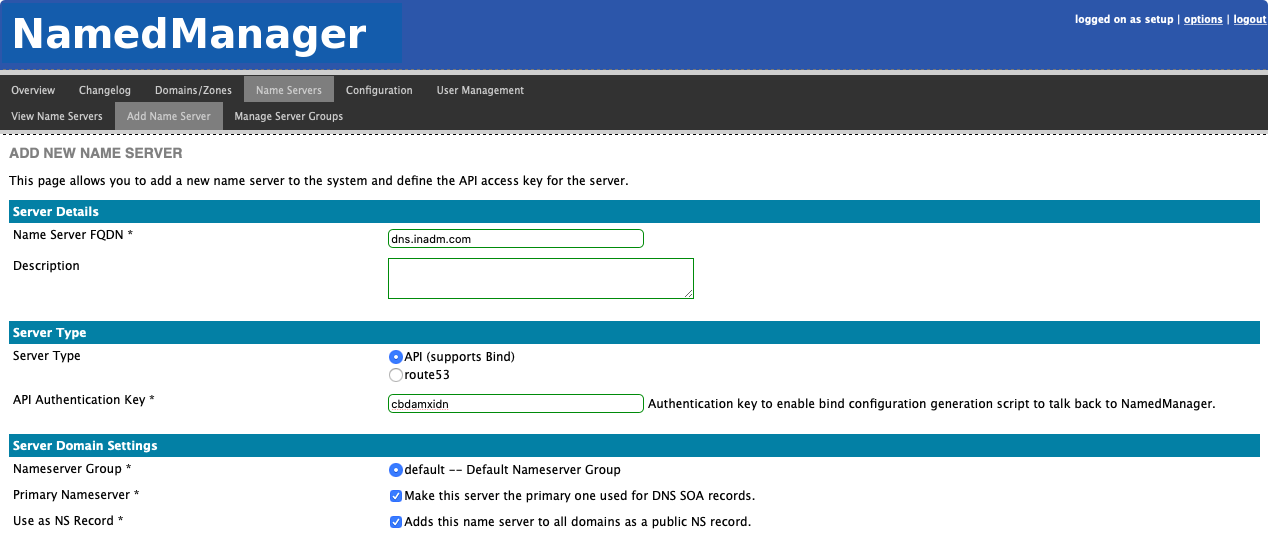 NamedManager
logged on as setup | options | logout
Overview Changelog Domains/Zones Name Servers Configuration User Management
View Name Servers Add Name Server Manage Server Groups
ADD NEW NAME SERVER
This page allows you to add a new name server to the system and define the API access key for the server.
Server Details
Name Server FQDN * dns.inadm.com
Description
Server Type
Server Type API (supports Bind)
route53
API Authentication Key * cbdamxidn Authentication key to enable bind configuration generation script to talk back to NamedManager.
Server Domain Settings
Nameserver Group * default -- Default Nameserver Group
Primary Nameserver * Make this server the primary one used for DNS SOA records.
Use as NS Record * Adds this name server to all domains as a public NS record.